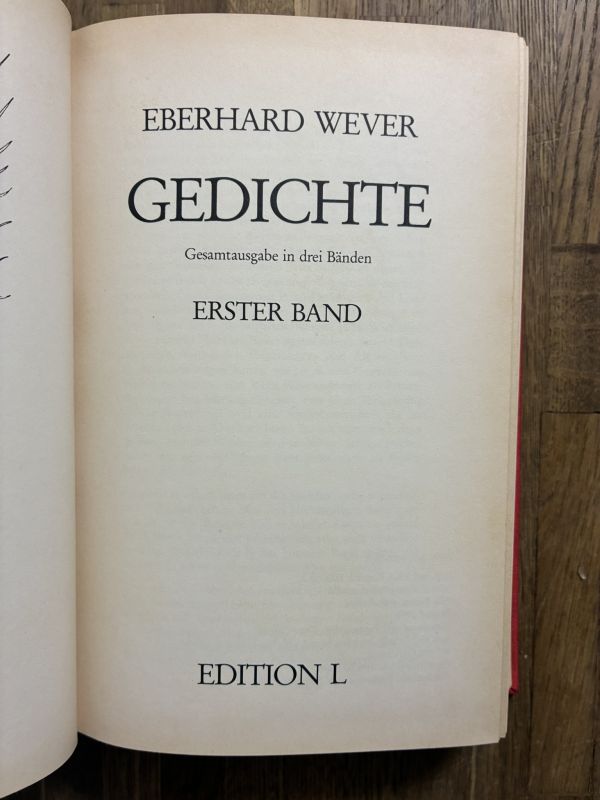 EBERHARD WEVER
GEDICHTE
Gesamtausgabe in drei Bänden
ERSTER BAND
EDITION L